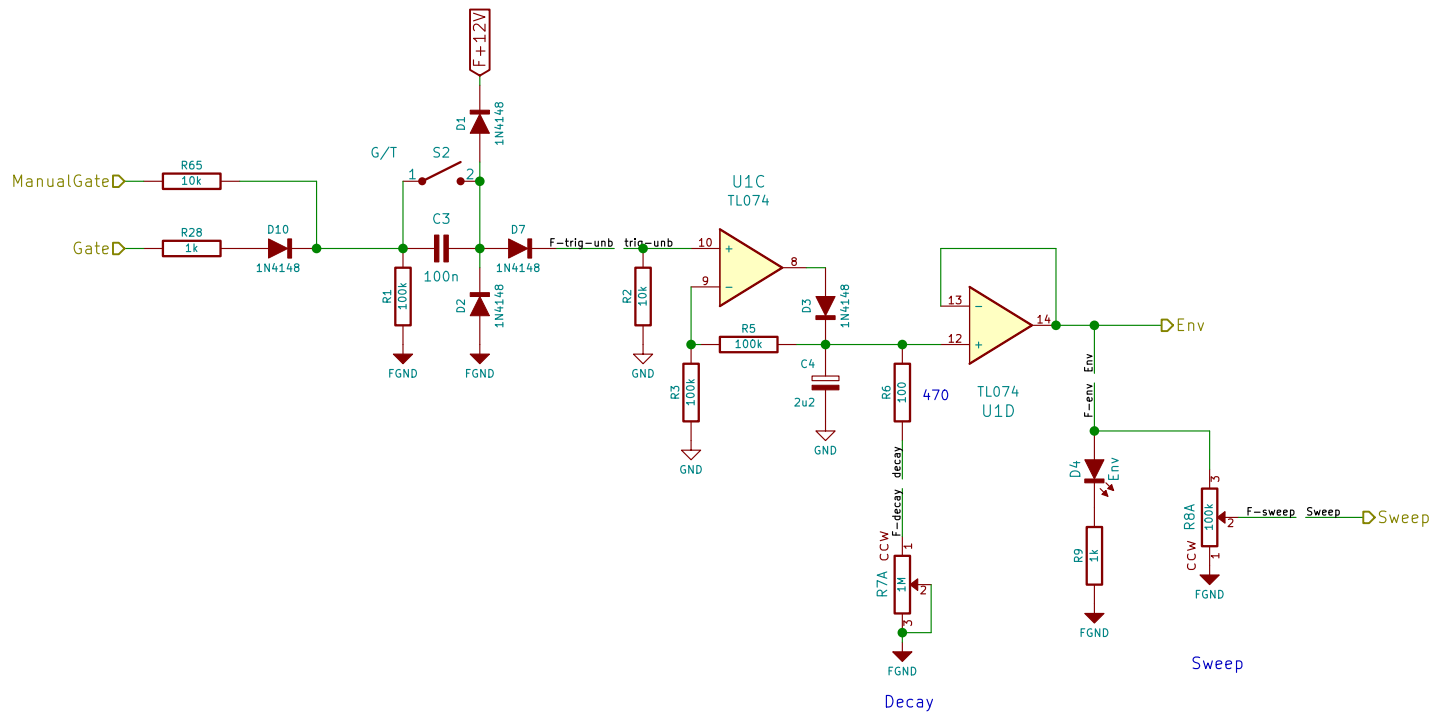 F+12V
D1
1N4148
G/T
S2
1
2
ManualGate
R65
10k
Gate
R28
1k
D10
1N4148
C3
100n
D7
1N4148
F-trig-unb
trig-unb
R1
100k
FGND
D2
1N4148
FGND
R2
10k
GND
U1C
TL074
10
+
9
−
8
D3
1N4148
R5
100k
R3
100k
GND
C4
2u2
GND
13
−
12
+
14
TL074
U1D
R6
100
470
decay
F-decay
CCW
R7A
1M
1
2
3
FGND
Decay
Env
Env
F-env
D4
Env
R9
1k
FGND
R8A
100k
3
2
1
CCW
FGND
F-sweep
Sweep
Sweep
Sweep